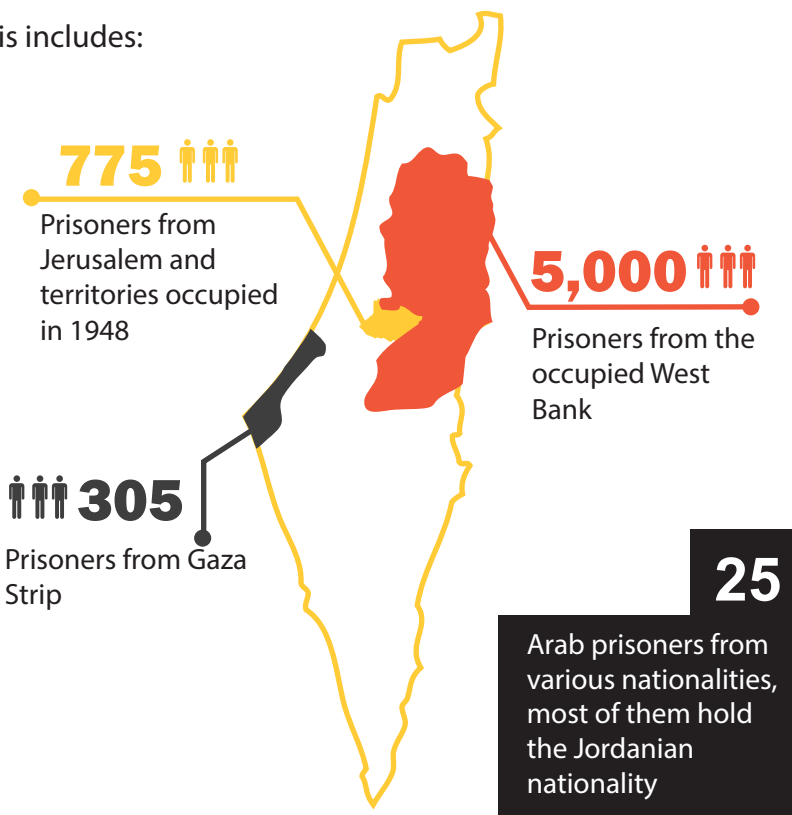 is includes:
775
Prisoners from
Jerusalem and
territories occupied
in 1948
5,000
Prisoners from the
occupied West
Bank
305
Prisoners from Gaza
Strip
25
Arab prisoners from
various nationalities,
most of them hold
the Jordanian
nationality